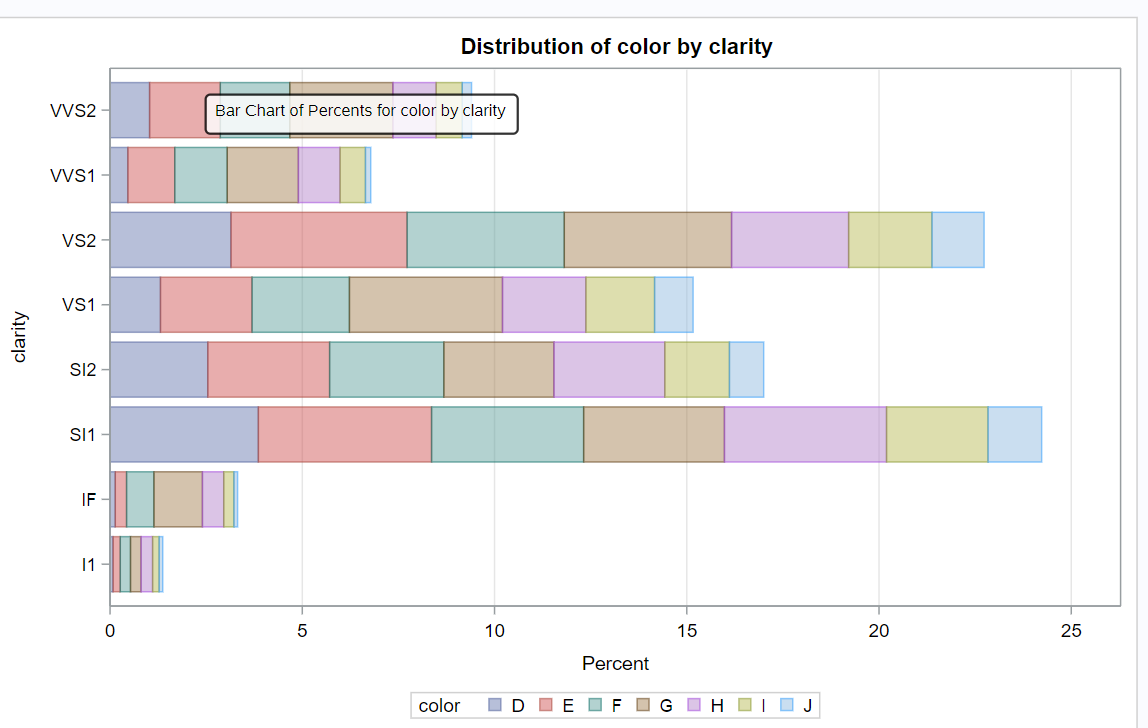 Distribution of color by clarity
VVS2
Bar Chart of Percents for color by clarity
VVS1
VS2
VS1
clarity
SI2
SI1
IF
I1
0 5 10 15 20 25
Percent
color D E F G H I J